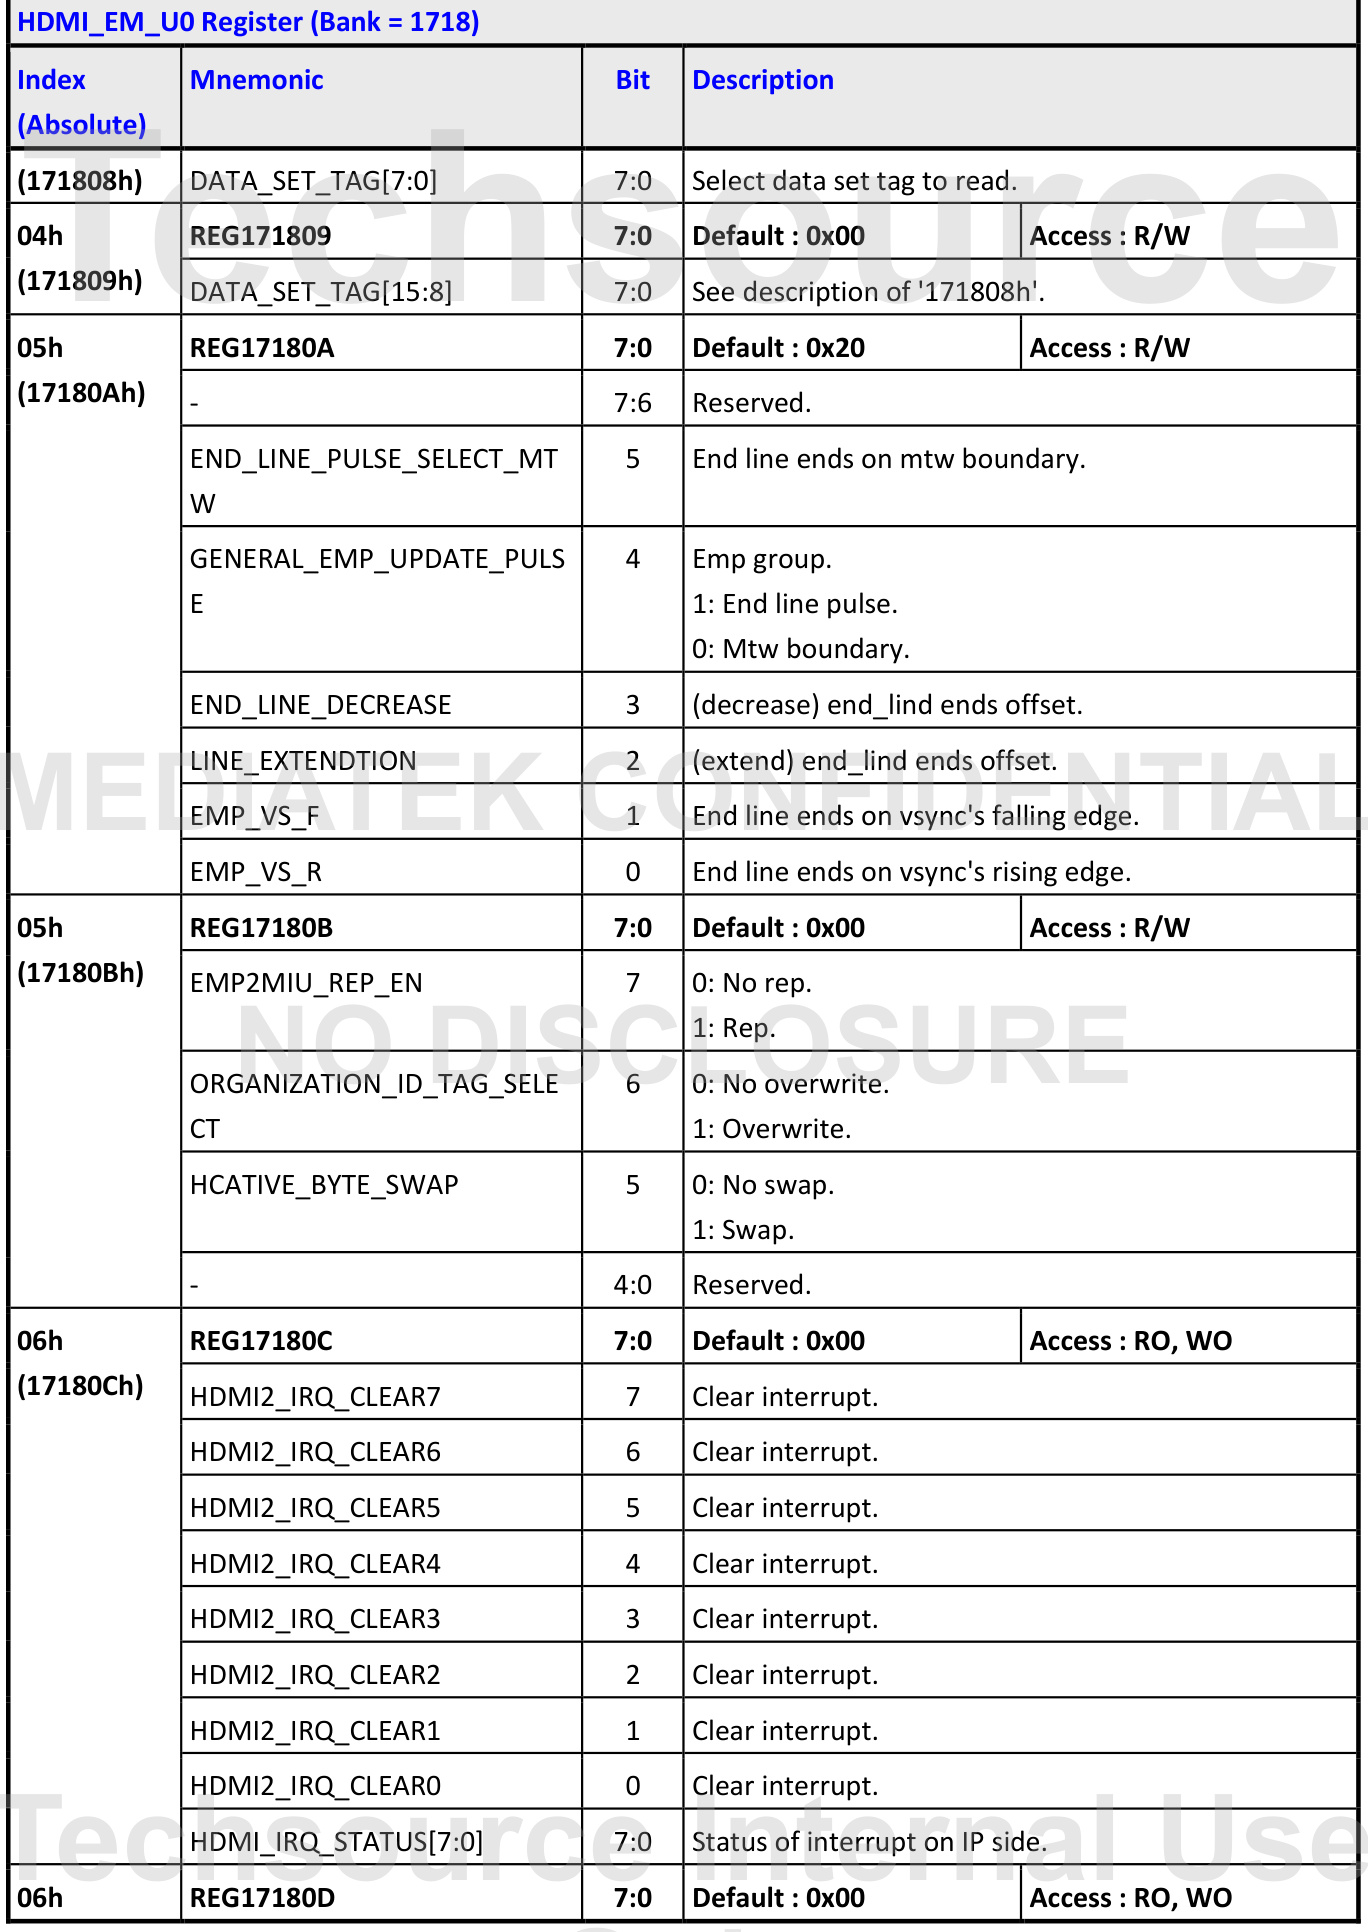 HDMI_EM_U0 Register (Bank = 1718)
Index Mnemonic Bit Description
(Absolute)
(171808h) DATA_SET_TAG[7:0] 7:0 Select data set tag to read.
04h REG171809 7:0 Default : 0x00 Access : R/W
(171809h) DATA_SET_TAG[15:8] 7:0 See description of '171808h'.
Techsource
05h REG17180A 7:0 Default : 0x20 Access : R/W
(17180Ah) - 7:6 Reserved.
END_LINE_PULSE_SELECT_MT 5 End line ends on mtw boundary.
W
GENERAL_EMP_UPDATE_PULS 4 Emp group.
E 1: End line pulse.
0: Mtw boundary.
END_LINE_DECREASE 3 (decrease) end_lind ends offset.
LINE_EXTENDTION 2 (extend) end_lind ends offset.
MEDIATEK CONFIDENTIAL
EMP_VS_F 1 End line ends on vsync's falling edge.
EMP_VS_R 0 End line ends on vsync's rising edge.
05h REG17180B 7:0 Default : 0x00 Access : R/W
(17180Bh) EMP2MIU_REP_EN 7 0: No rep.
1: Rep.
NO DISCLOSURE
ORGANIZATION_ID_TAG_SELE 6 0: No overwrite.
CT 1: Overwrite.
HCATIVE_BYTE_SWAP 5 0: No swap.
1: Swap.
- 4:0 Reserved.
06h REG17180C 7:0 Default : 0x00 Access : RO, WO
(17180Ch) HDMI2_IRQ_CLEAR7 7 Clear interrupt.
HDMI2_IRQ_CLEAR6 6 Clear interrupt.
HDMI2_IRQ_CLEAR5 5 Clear interrupt.
HDMI2_IRQ_CLEAR4 4 Clear interrupt.
HDMI2_IRQ_CLEAR3 3 Clear interrupt.
HDMI2_IRQ_CLEAR2 2 Clear interrupt.
HDMI2_IRQ_CLEAR1 1 Clear interrupt.
HDMI2_IRQ_CLEAR0 0 Clear interrupt.
HDMI_IRQ_STATUS[7:0] 7:0 Status of interrupt on IP side.
Techsource Internal Use
06h REG17180D 7:0 Default : 0x00 Access : RO, WO